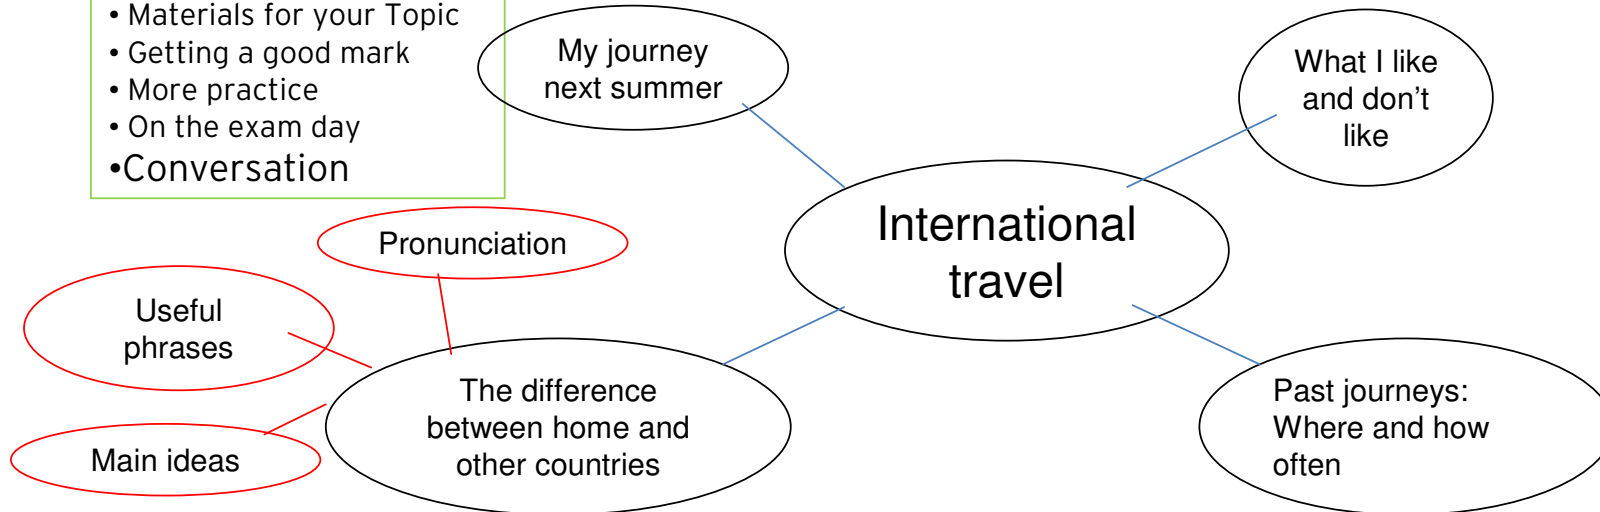 • Materials for your Topic
• Getting a good mark
• More practice
• On the exam day
•Conversation
My journey
next summer
What I like
and don’t
like
International
travel
Pronunciation
Useful
phrases
Main ideas
The difference
between home and
other countries
Past journeys:
Where and how
often